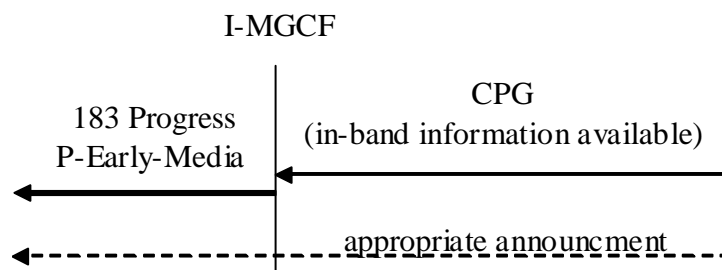 I-MGCF
183 Progress
P-Early-Media
CPG
(in-band information available)
appropriate announcment